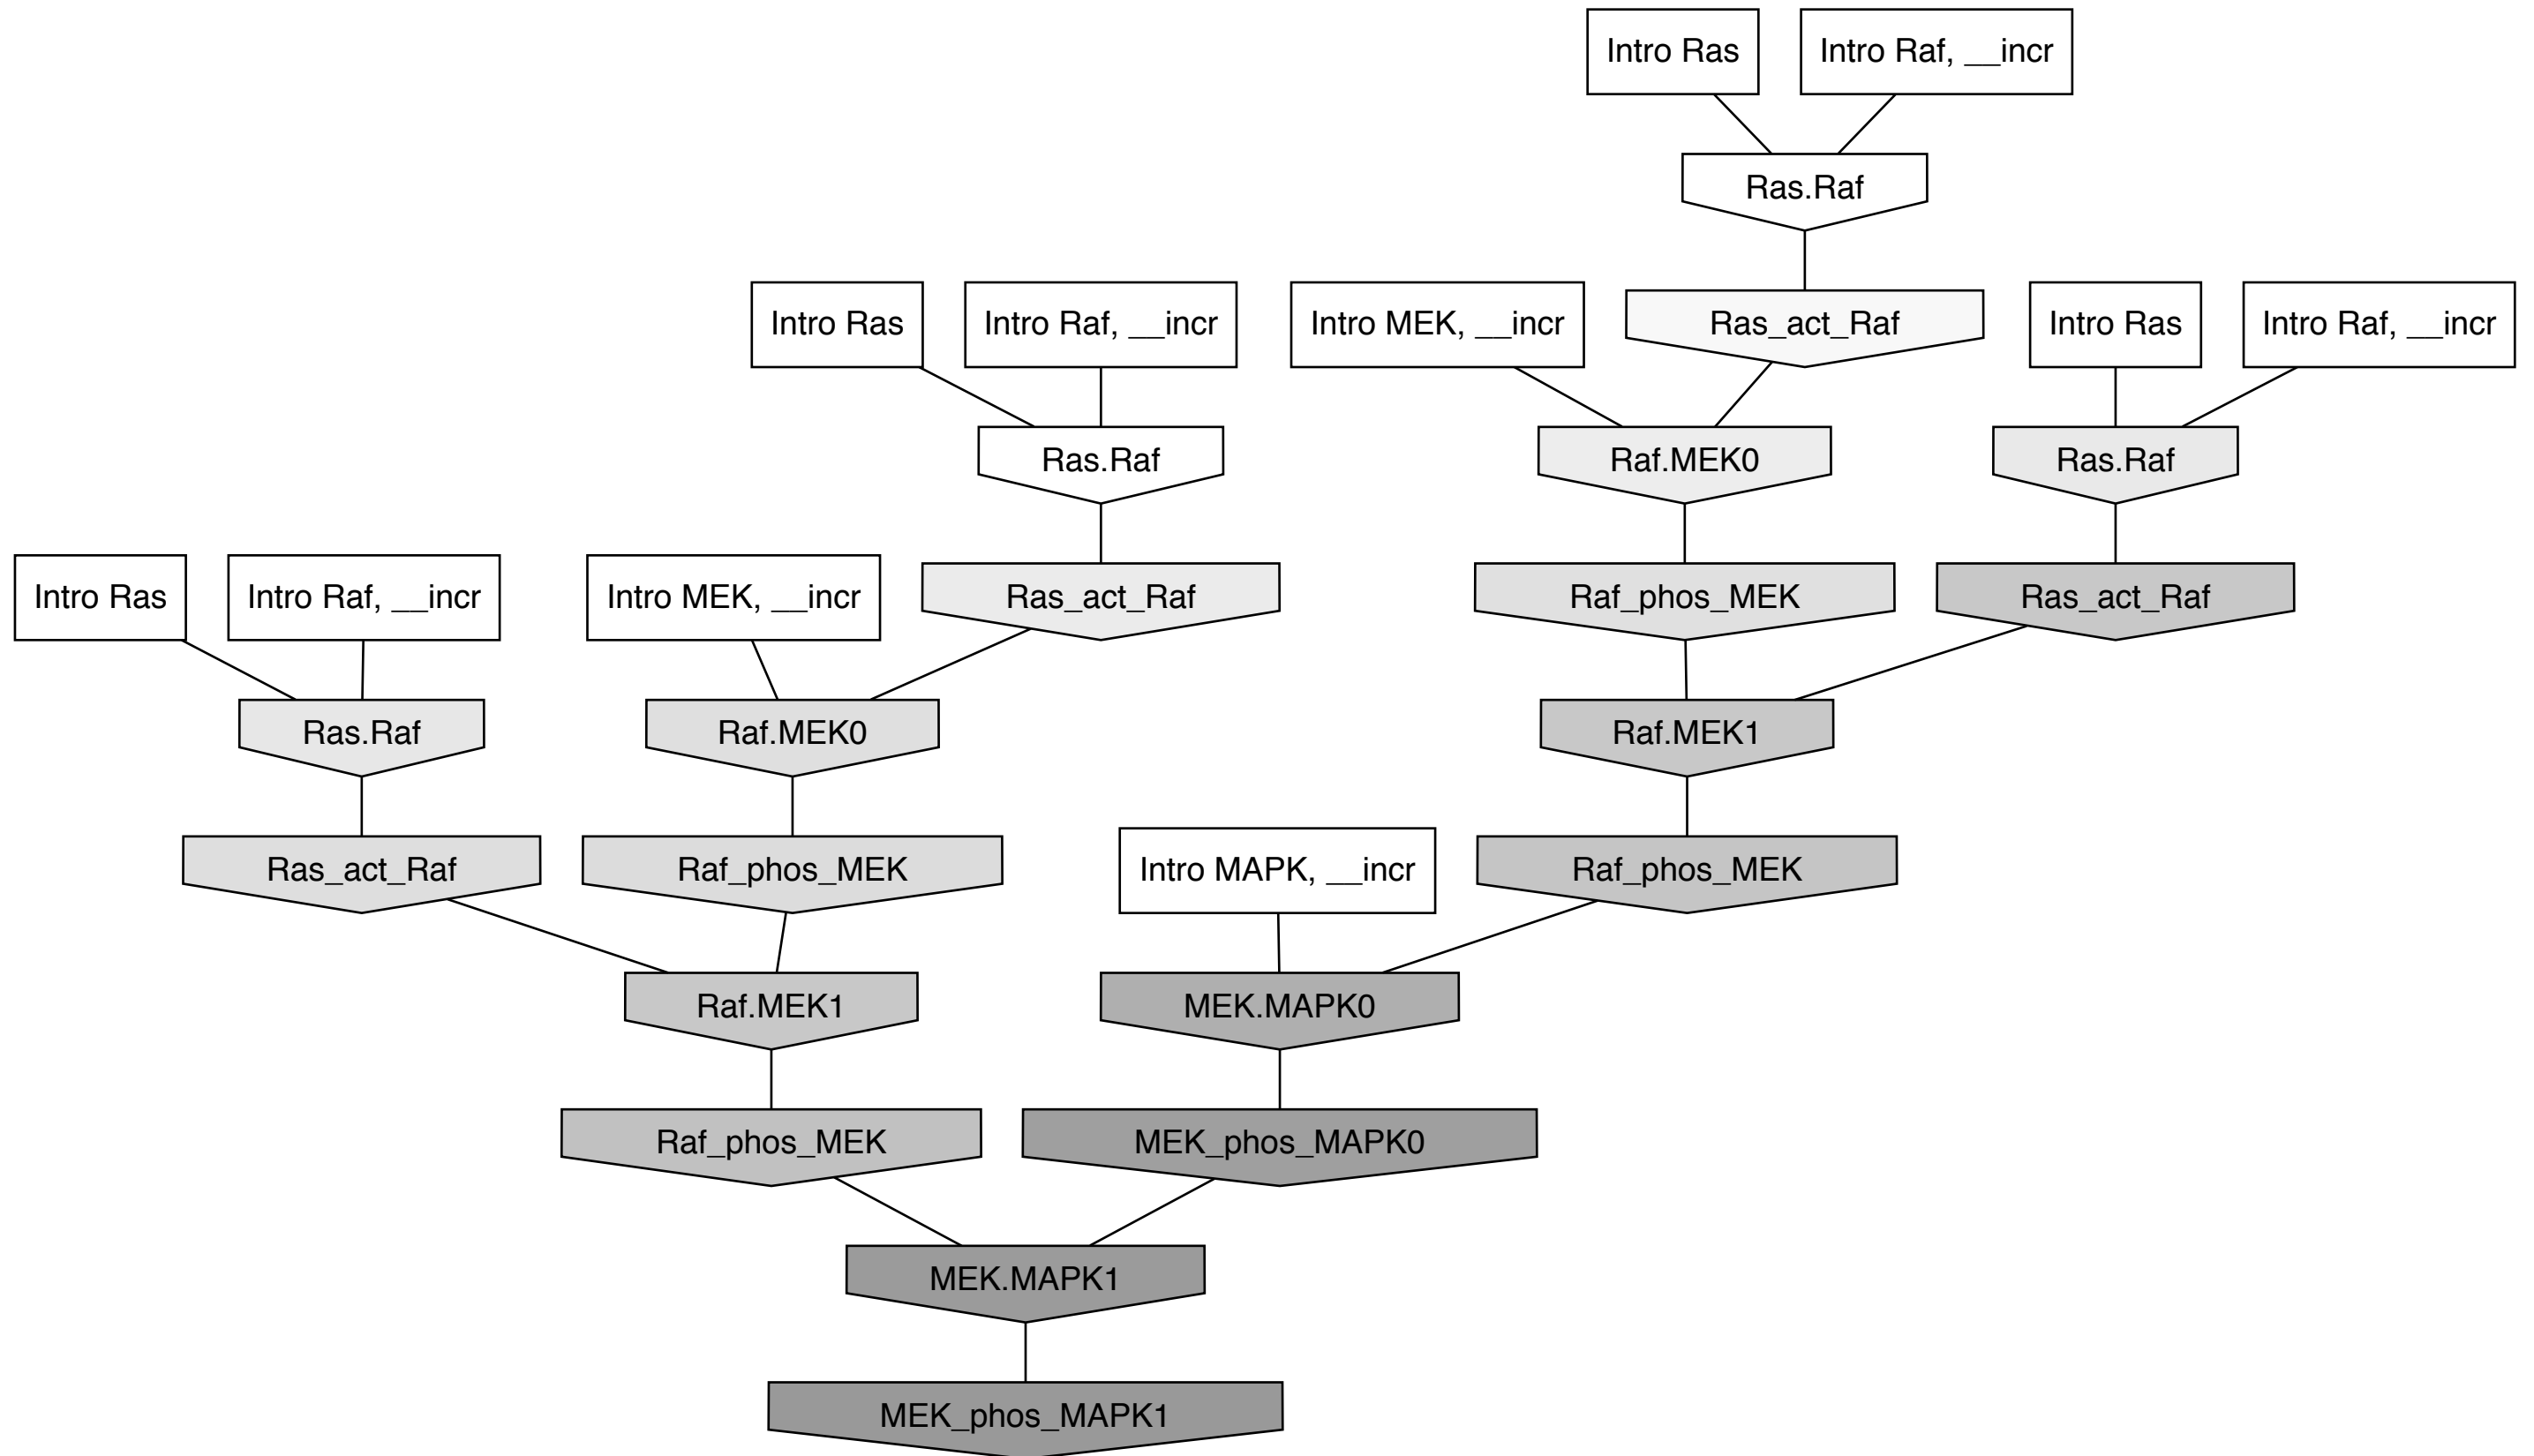 Intro Ras
Intro Raf, __incr
Ras.Raf
Intro Ras
Intro Raf, __incr
Intro MEK, __incr
Ras_act_Raf
Intro Ras
Intro Raf, __incr
Ras.Raf
Raf.MEK0
Ras.Raf
Intro Ras
Intro Raf, __incr
Intro MEK, __incr
Ras_act_Raf
Raf_phos_MEK
Ras_act_Raf
Ras.Raf
Raf.MEK0
Raf.MEK1
Ras_act_Raf
Raf_phos_MEK
Intro MAPK, __incr
Raf_phos_MEK
Raf.MEK1
MEK.MAPK0
Raf_phos_MEK
MEK_phos_MAPK0
MEK.MAPK1
MEK_phos_MAPK1